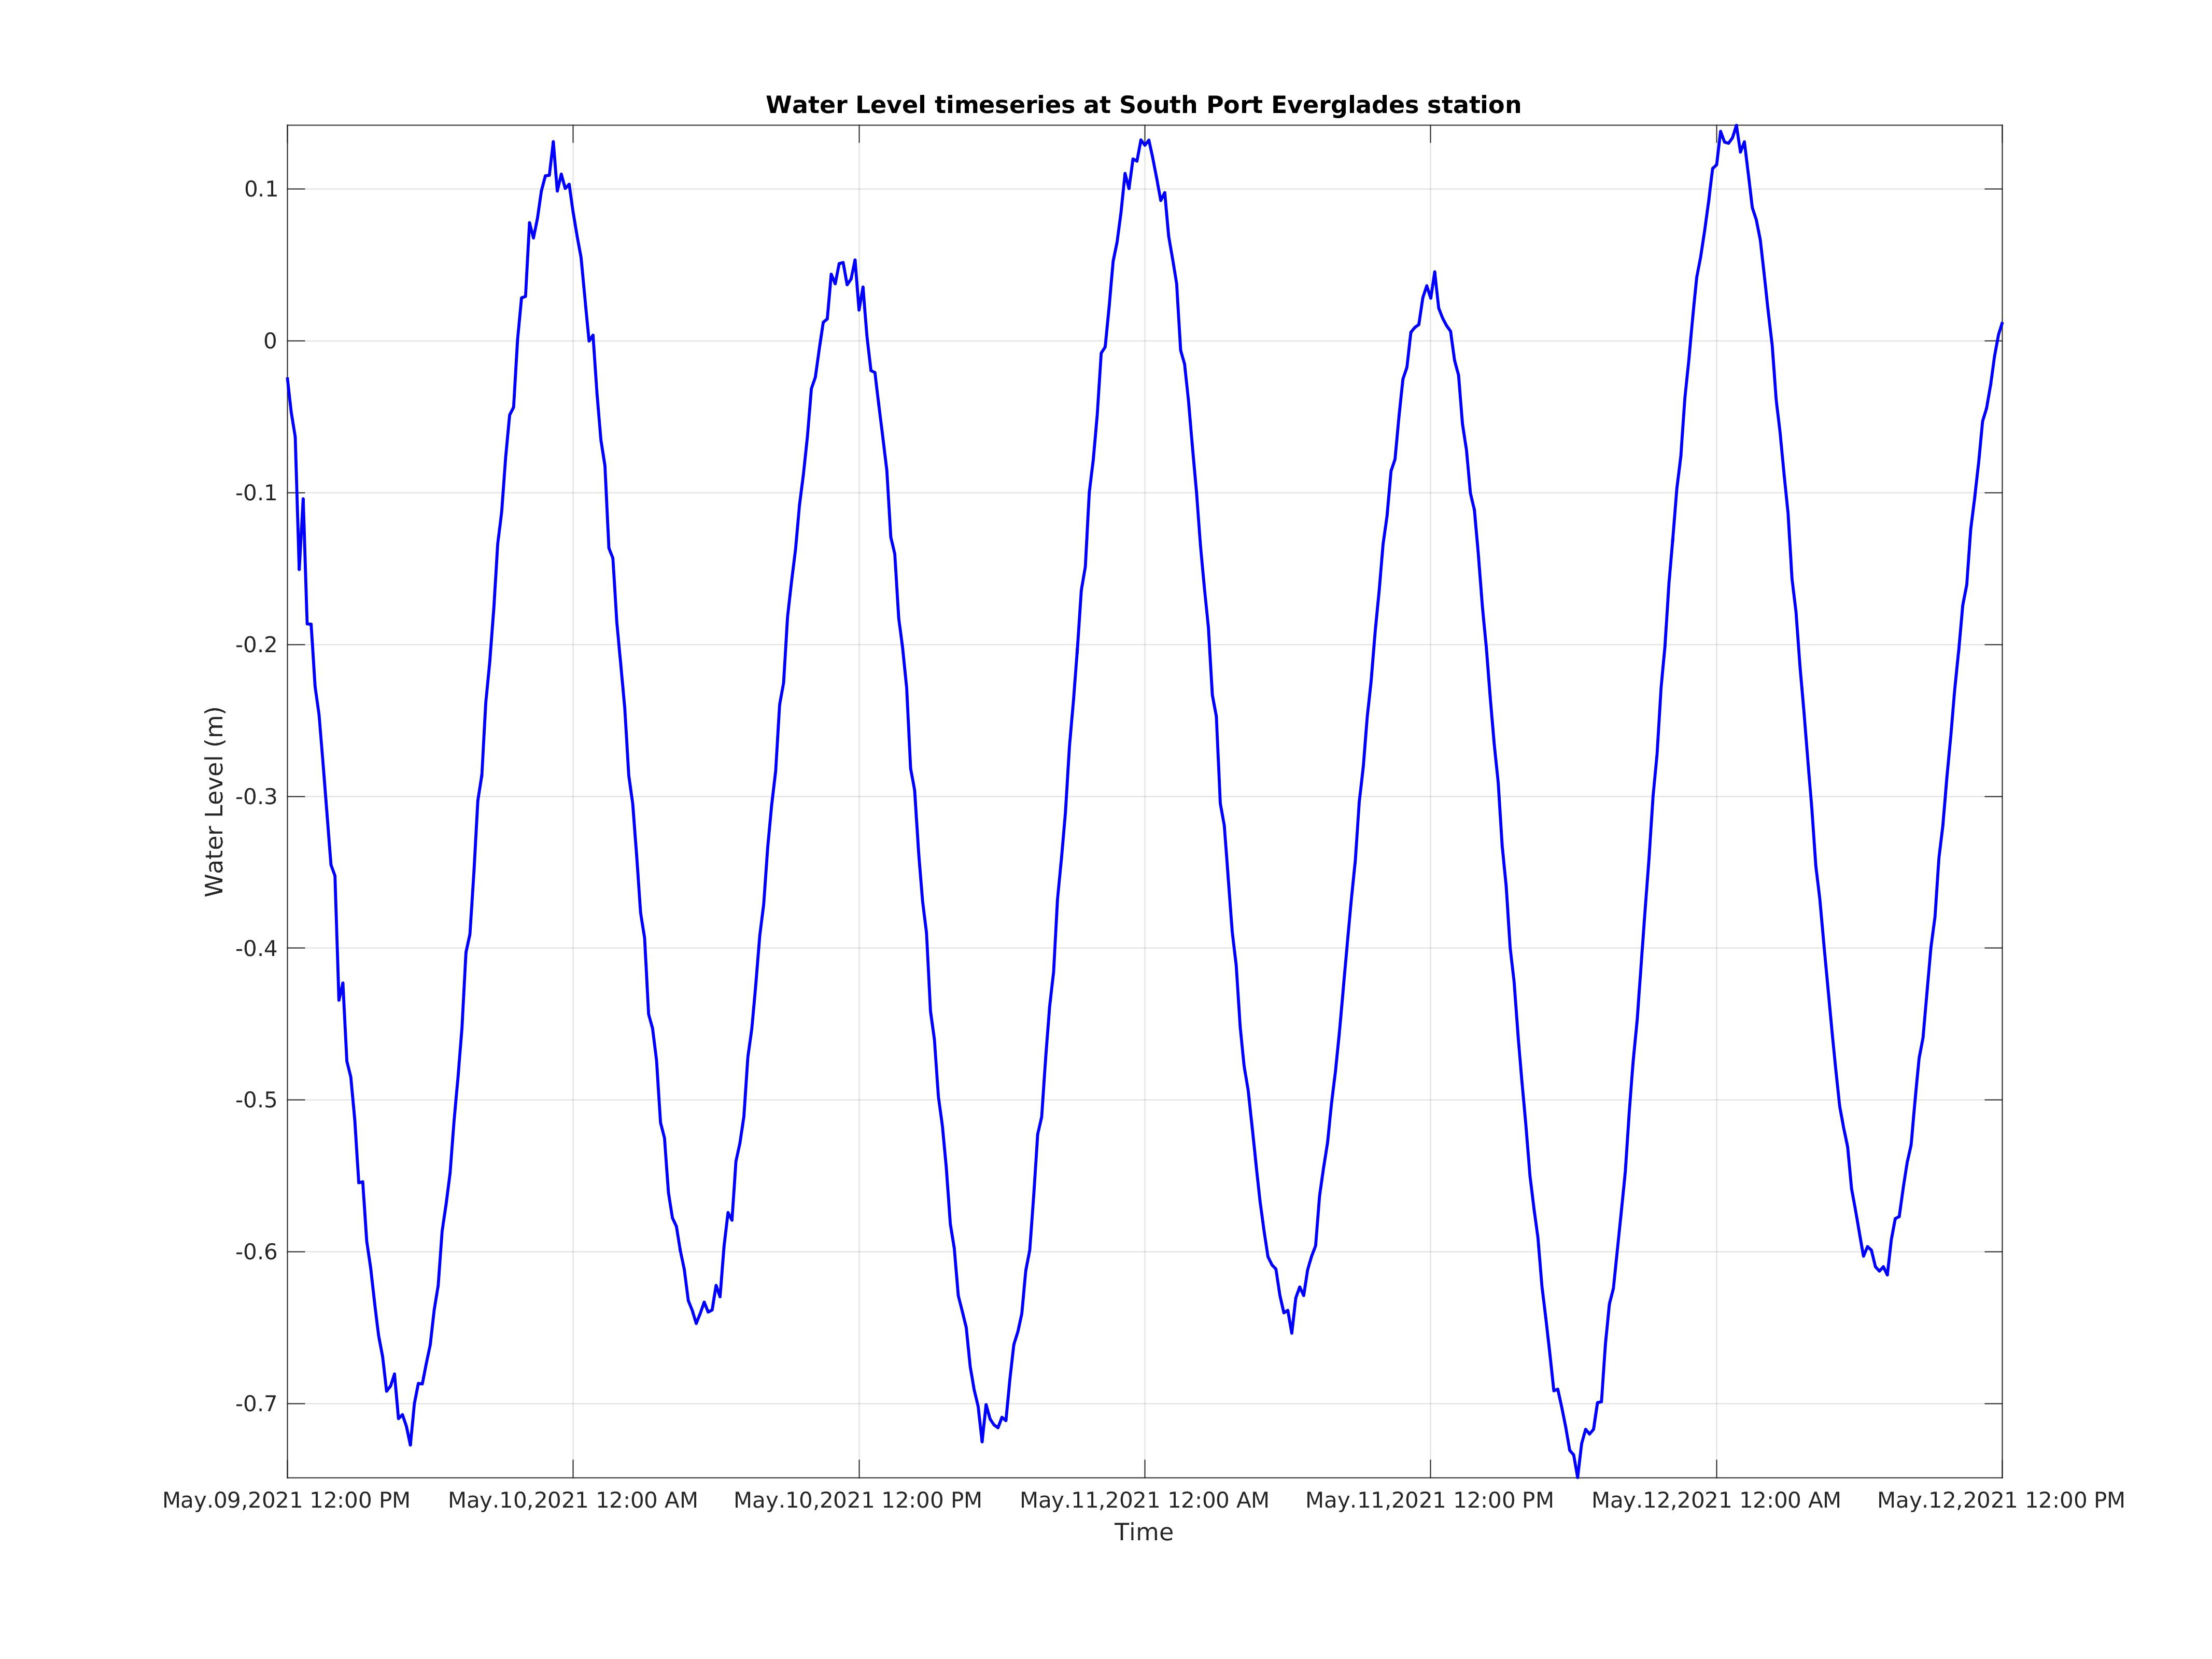 Water Level timeseries at South Port Everglades station
0.1
0
-0.1
-0.2
-0.3
-0.4
-0.5
-0.6
-0.7
Water Level (m)
May.09,2021 12:00 PM May.10,2021 12:00 AM May.10,2021 12:00 PM May.11,2021 12:00 AM May.11,2021 12:00 PM May.12,2021 12:00 AM May.12,2021 12:00 PM
Time